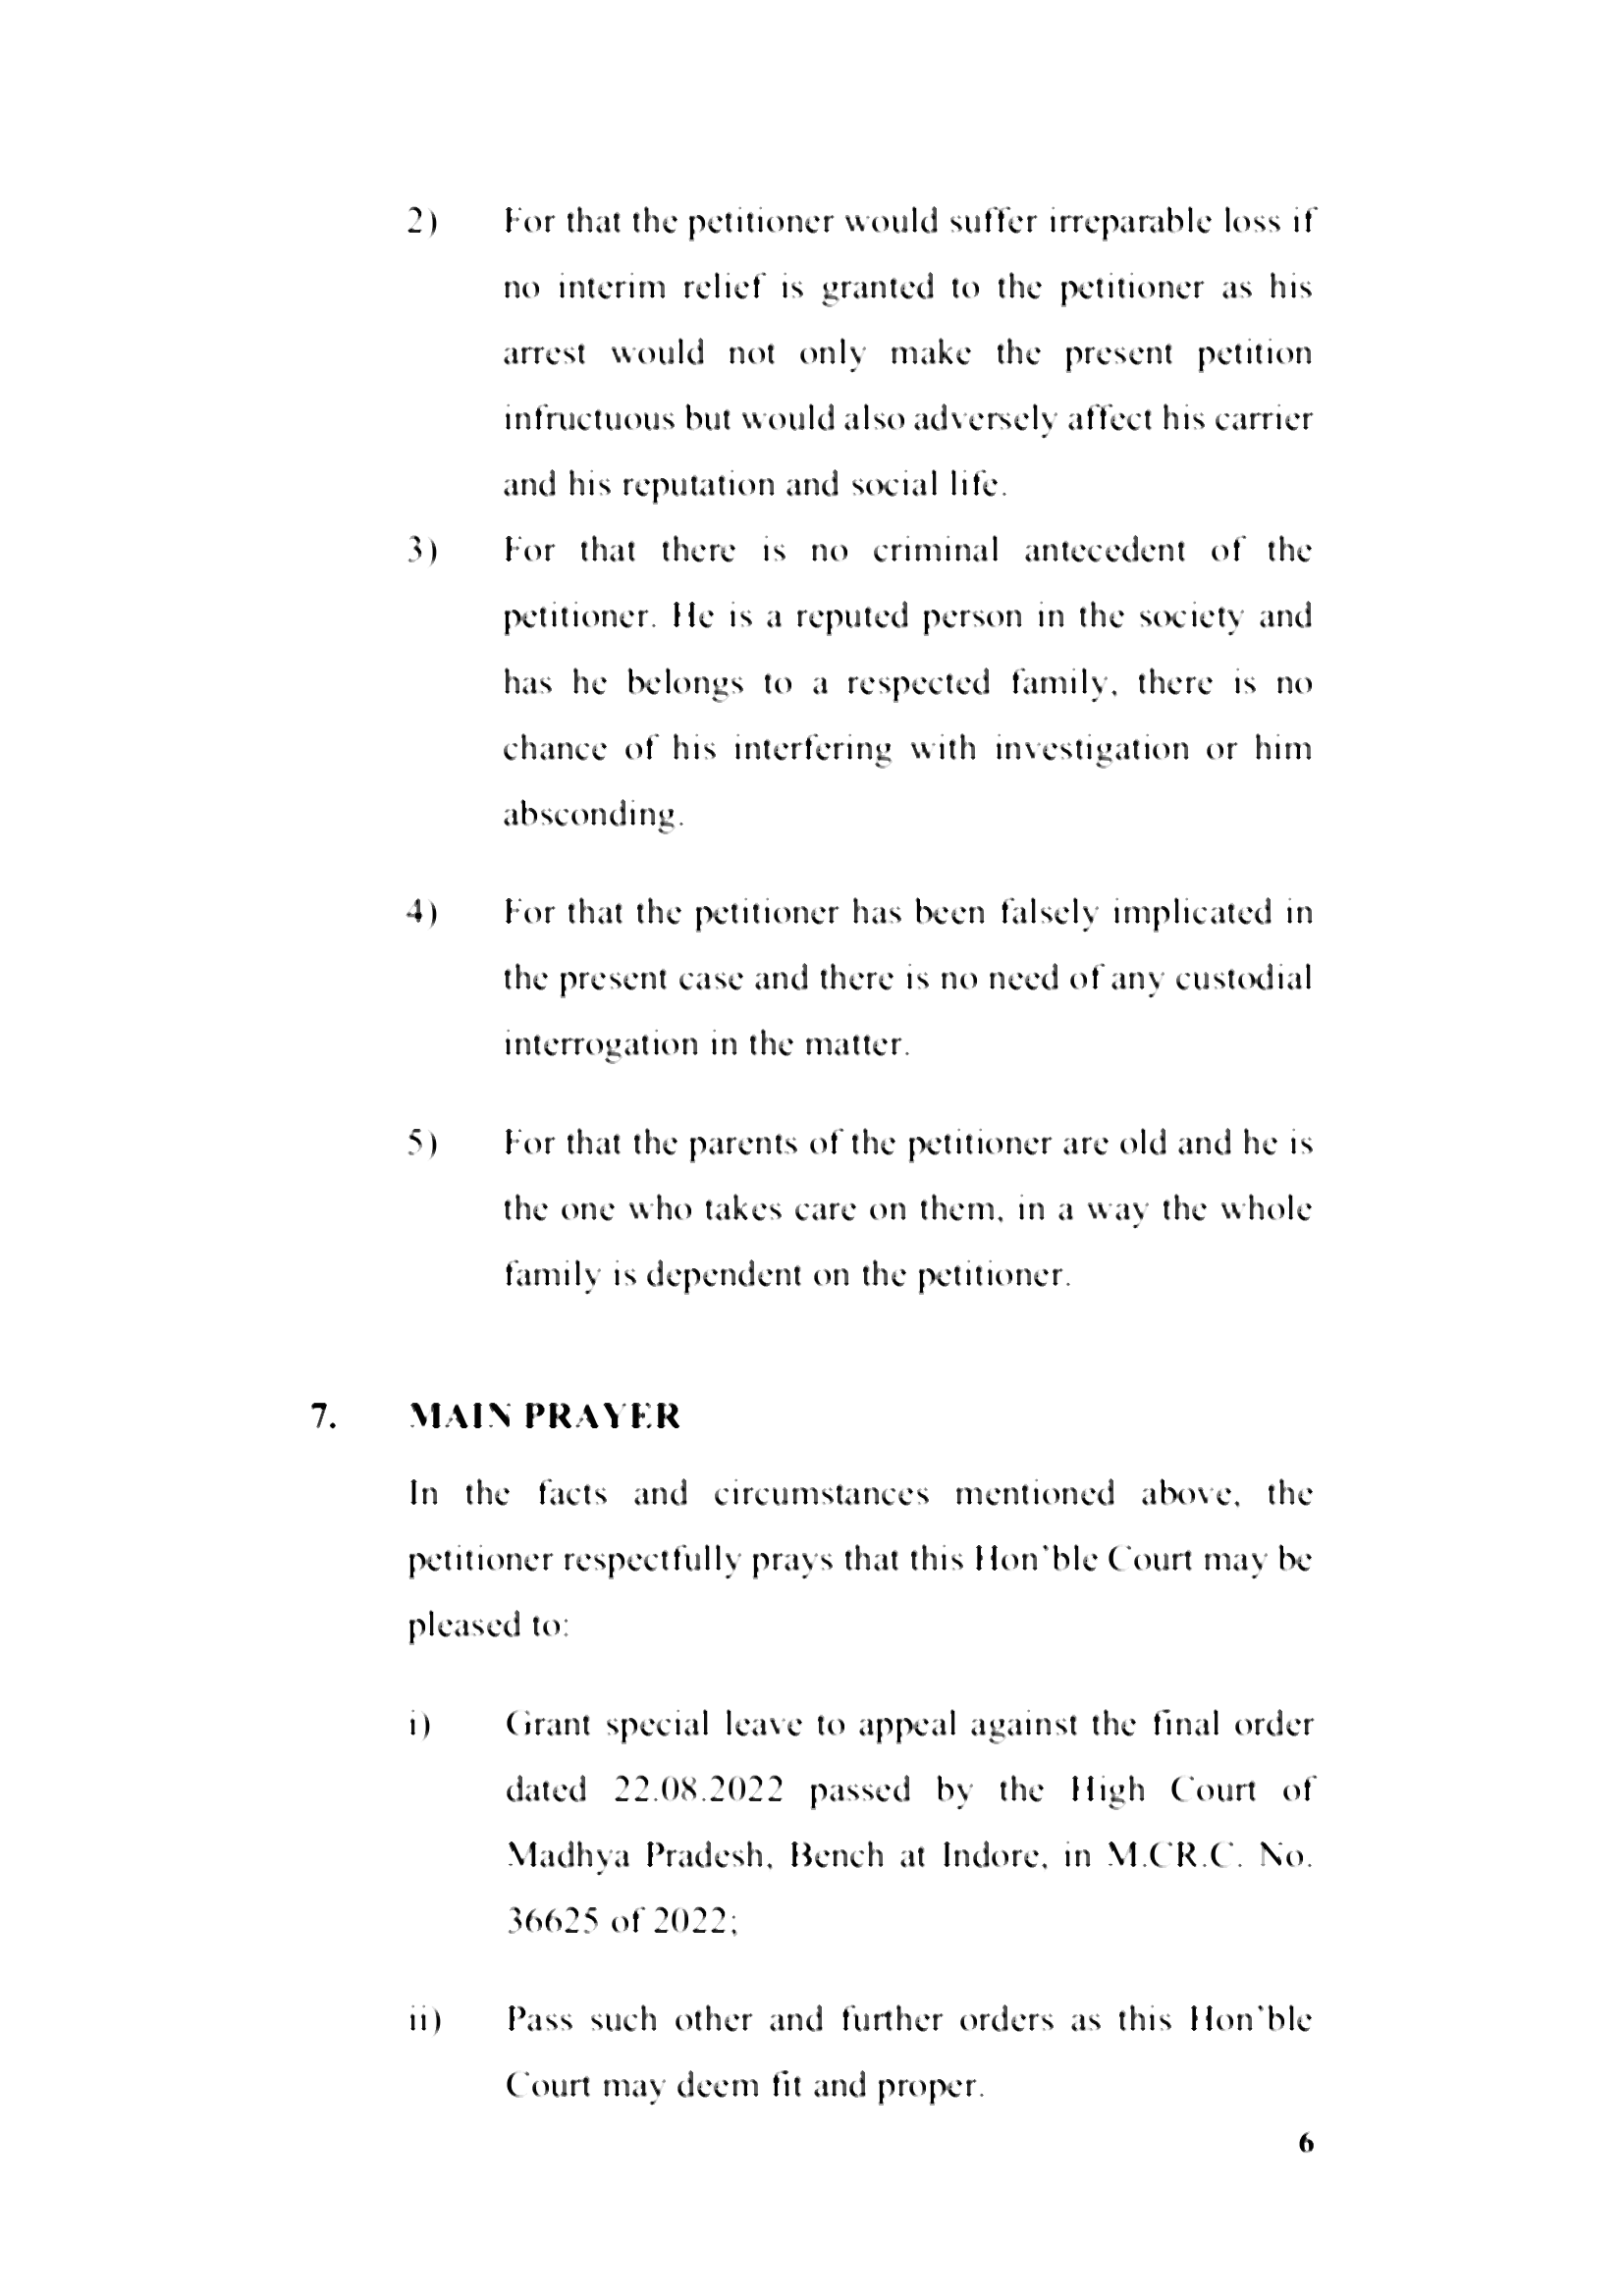 2) For that the petitioner would suffer irreparable loss if
no interim relief is granted to the petitioner as his
arrest would not only make the present petition
infructuous but would also adversely affect his carrier
and his reputation and social life.
3) For that there is no criminal antecedent of the
petitioner. He is a reputed person in the society and
has he belongs to a respected family, there is no
chance of his interfering with investigation or him
absconding.
4) For that the petitioner has been falsely implicated in
the present case and there is no need of any custodial
interrogation in the matter.
5) For that the parents of the petitioner are old and he is
the one who takes care on them, in a way the whole
family is dependent on the petitioner.
7. MAIN PRAYER
In the facts and circumstances mentioned above, the
petitioner respectfully prays that this Hon'ble Court may be
pleased to:
i) Grant special leave to appeal against the final order
dated 22.08.2022 passed by the High Court of
Madhya Pradesh, Bench at Indore, in M.CR.C. No.
36625 of 2022;
ii) Pass such other and further orders as this Hon'ble
Court may deem fit and proper.
6